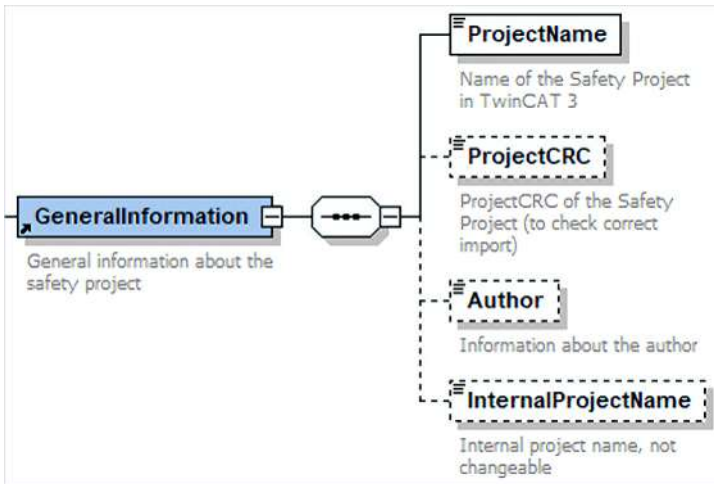 ProjectName
Name of the Safety Project
in TwinCAT 3
ProjectCRC
ProjectCRC of the Safety
Project (to check correct
import)
GeneralInformation
General information about the
safety project
Author
Information about the author
InternalProjectName
Internal project name, not
changeable